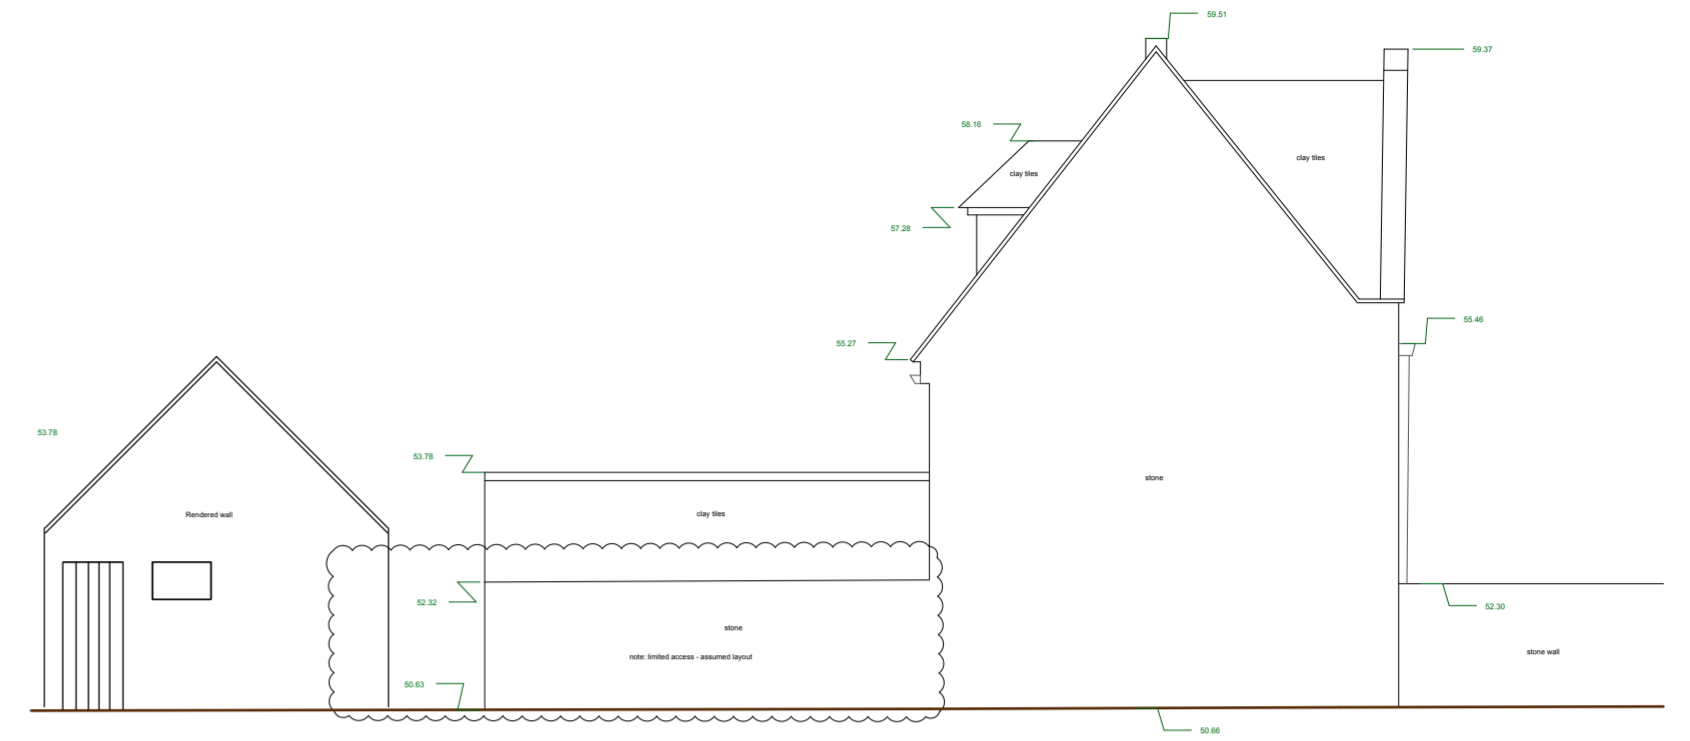 59.51
59.37
58.16
clay tiles
clay tiles
57.28
55.46
55.27
53.78
53.78
stone
Rendered wall
clay tiles
52.32
52.30
stone
note: limited access - assumed layout
stone wall
50.63
50.66